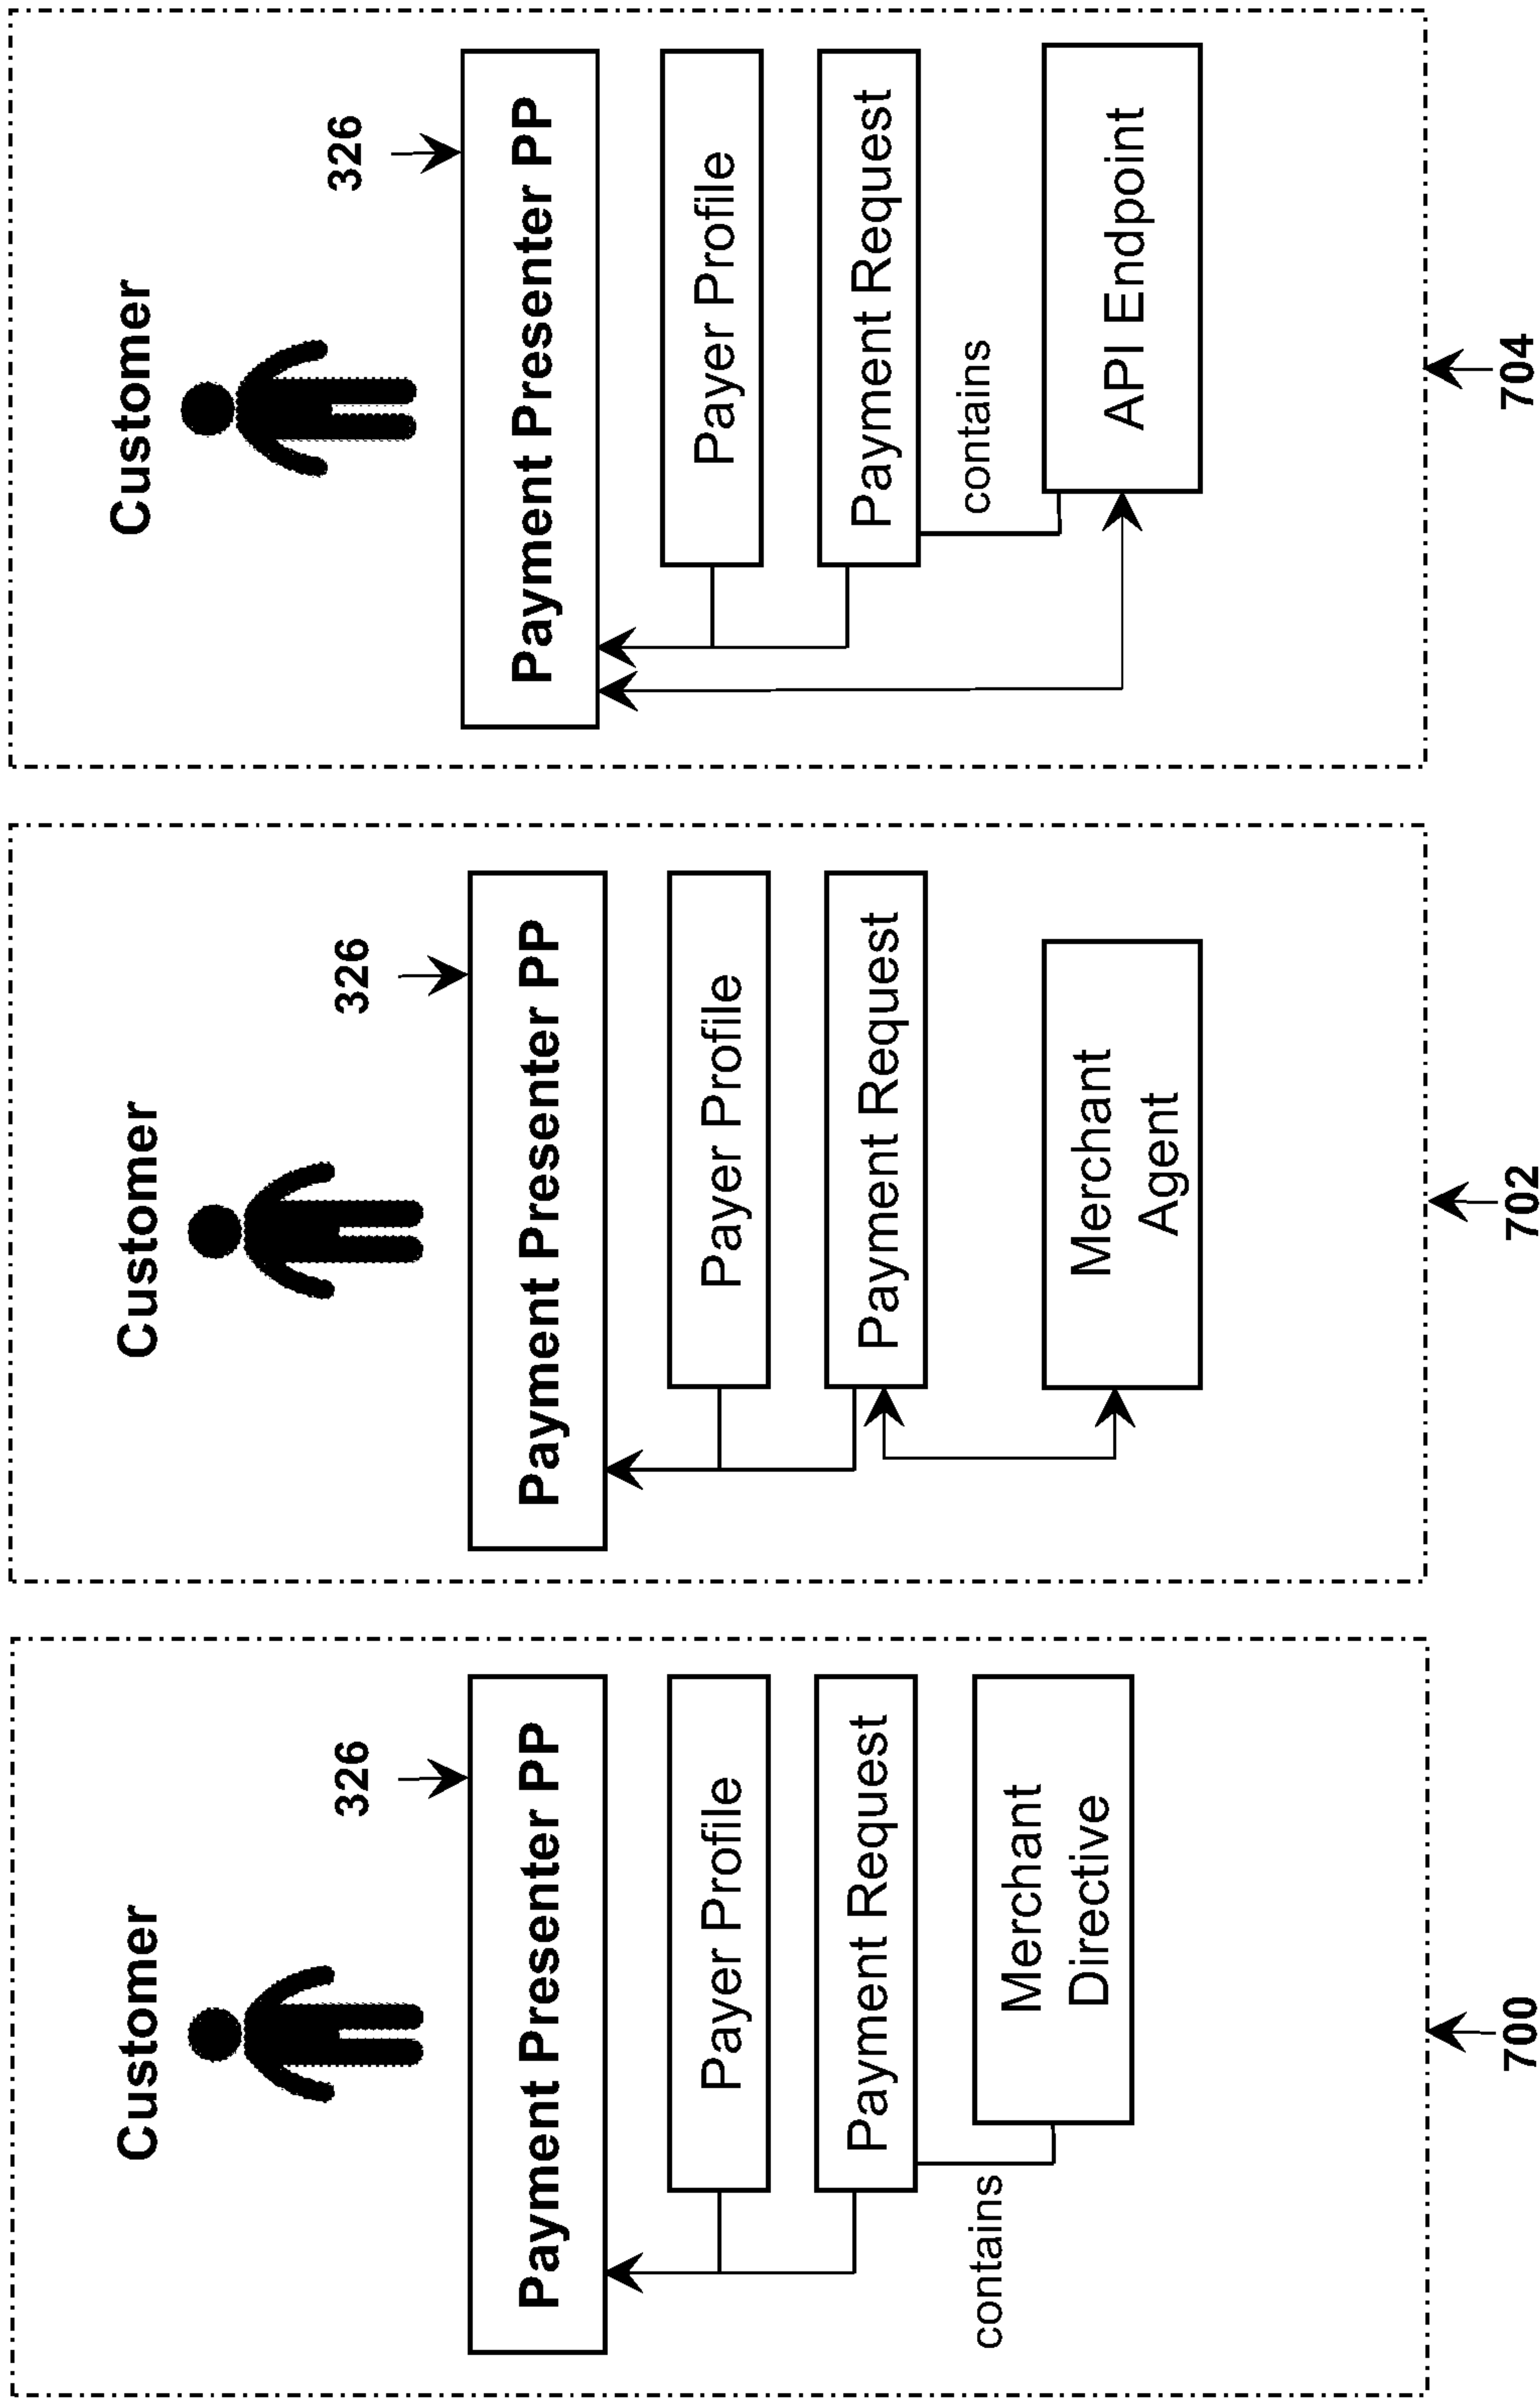 Customer
326
Payment Presenter PP
Payer Profile
Payment Request
contains
Merchant
Directive
700
Customer
326
Payment Presenter PP
Payer Profile
Payment Request
Merchant
Agent
702
Customer
326
Payment Presenter PP
Payer Profile
Payment Request
contains
API Endpoint
704